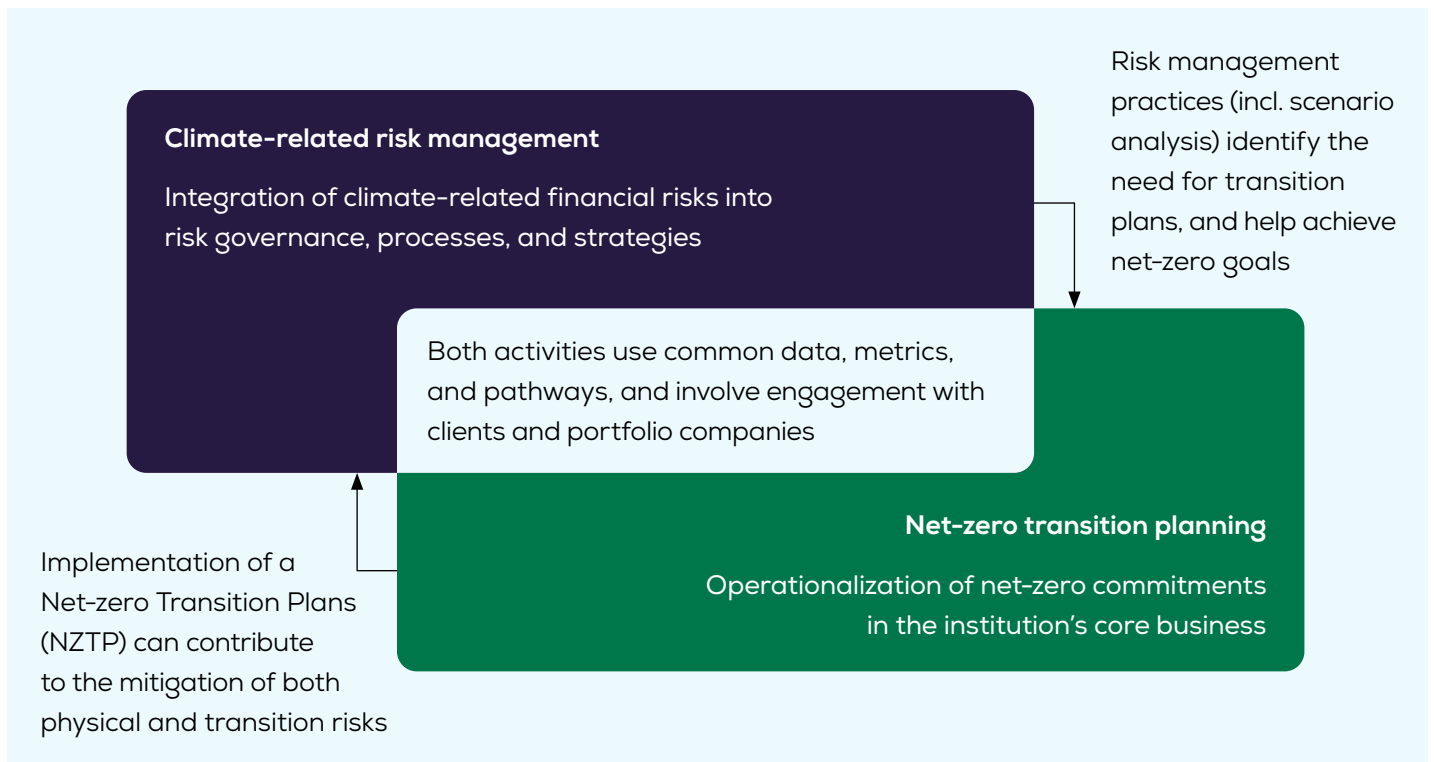 Climate-related risk management
Integration of climate-related financial risks into
risk governance, processes, and strategies
Risk management
practices (incl. scenario
analysis) identify the
need for transition
plans, and help achieve
net-zero goals
Both activities use common data, metrics,
and pathways, and involve engagement with
clients and portfolio companies
Net-zero transition planning
Operationalization of net-zero commitments
in the institution’s core business
Implementation of a
Net-zero Transition Plans
(NZTP) can contribute
to the mitigation of both
physical and transition risks